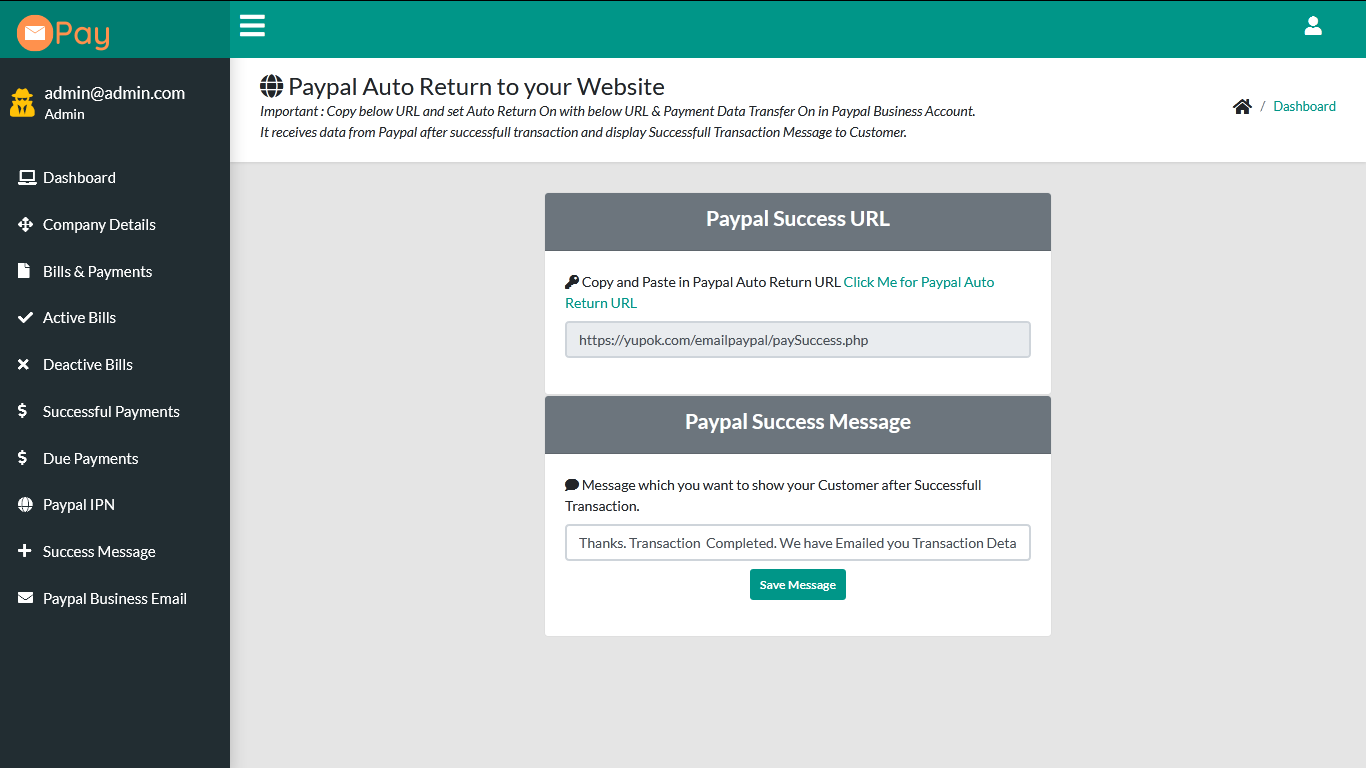 Pay
admin@admin.com
Admin
Dashboard
Company Details
Bills & Payments
Active Bills
Deactive Bills
Successful Payments
Due Payments
Paypal IPN
Success Message
Paypal Business Email
Paypal Auto Return to your Website
Important : Copy below URL and set Auto Return On with below URL & Payment Data Transfer On in Paypal Business Account.
It receives data from Paypal after successfull transaction and display Successfull Transaction Message to Customer.
/ Dashboard
Paypal Success URL
Copy and Paste in Paypal Auto Return URL Click Me for Paypal Auto
Return URL
https://yupok.com/emailpaypal/paySuccess.php
Paypal Success Message
Message which you want to show your Customer after Successfull
Transaction.
Thanks. Transaction  Completed. We have Emailed you Transaction Deta
Save Message